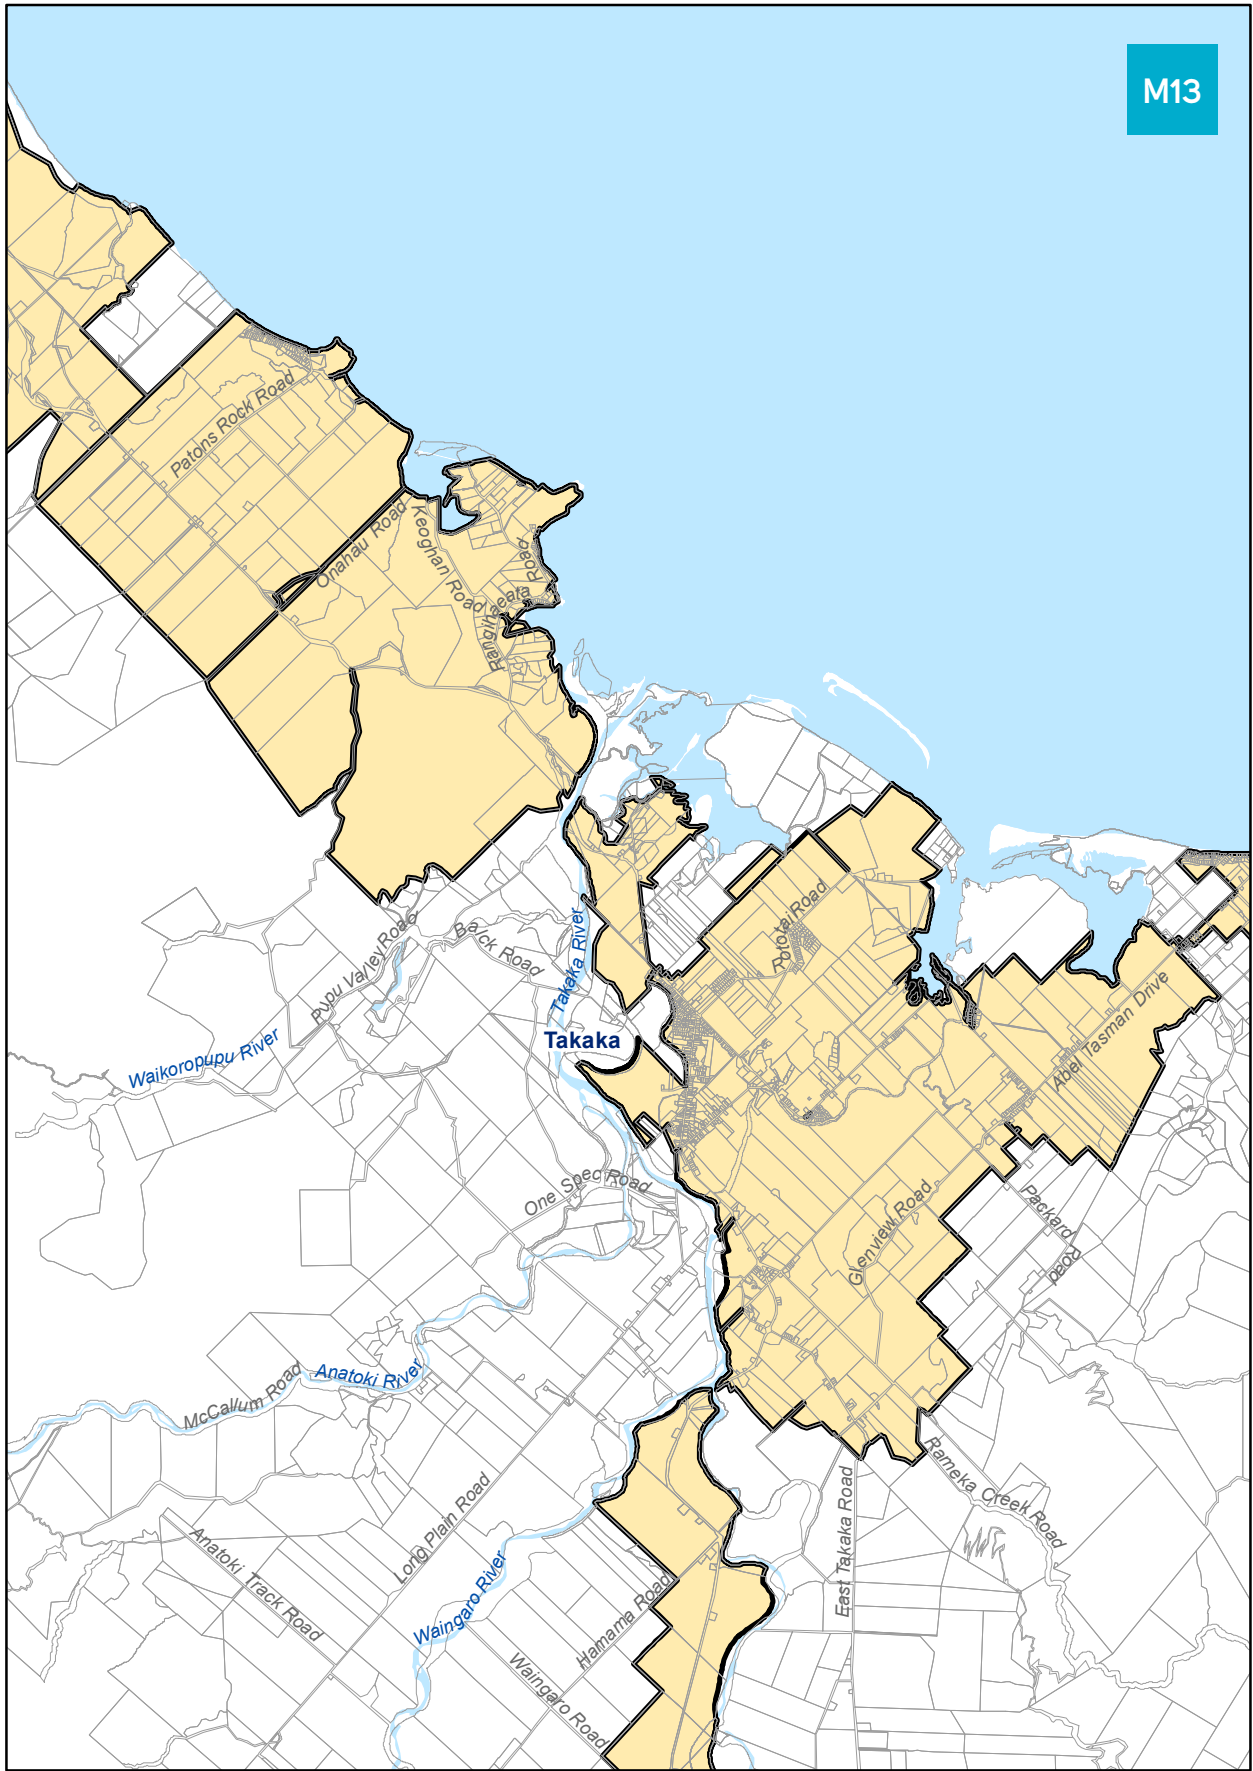 M13
Patons Rock Road
Onahau Road
Keoghan Road
Rangihaeata Road
Rototai Road
Pupu Valley Road
Back Road
Takaka River
Takaka
Waikoropupu River
Abel Tasman Drive
One Spec Road
Packard Road
Glenview Road
Anatoki River
McCallum Road
Rameka Creek Road
East Takaka Road
Long Plain Road
Anatoki Track Road
Waingaro River
Hamama Road
Waingaro Road